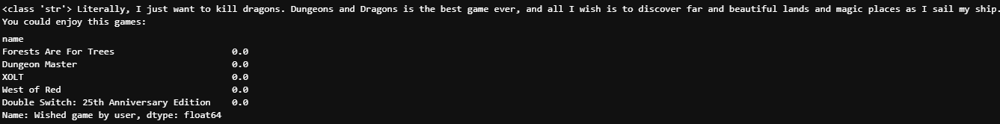 <class 'str'> Literally, I just want to kill dragons. Dungeons and Dragons is the best game ever, and all I wish is to discover far and beautiful lands and magic places as I sail my ship.
You could enjoy this games:
name
Forests Are For Trees 0.0
Dungeon Master 0.0
XOLT 0.0
West of Red 0.0
Double Switch: 25th Anniversary Edition 0.0
Name: Wished game by user, dtype: float64